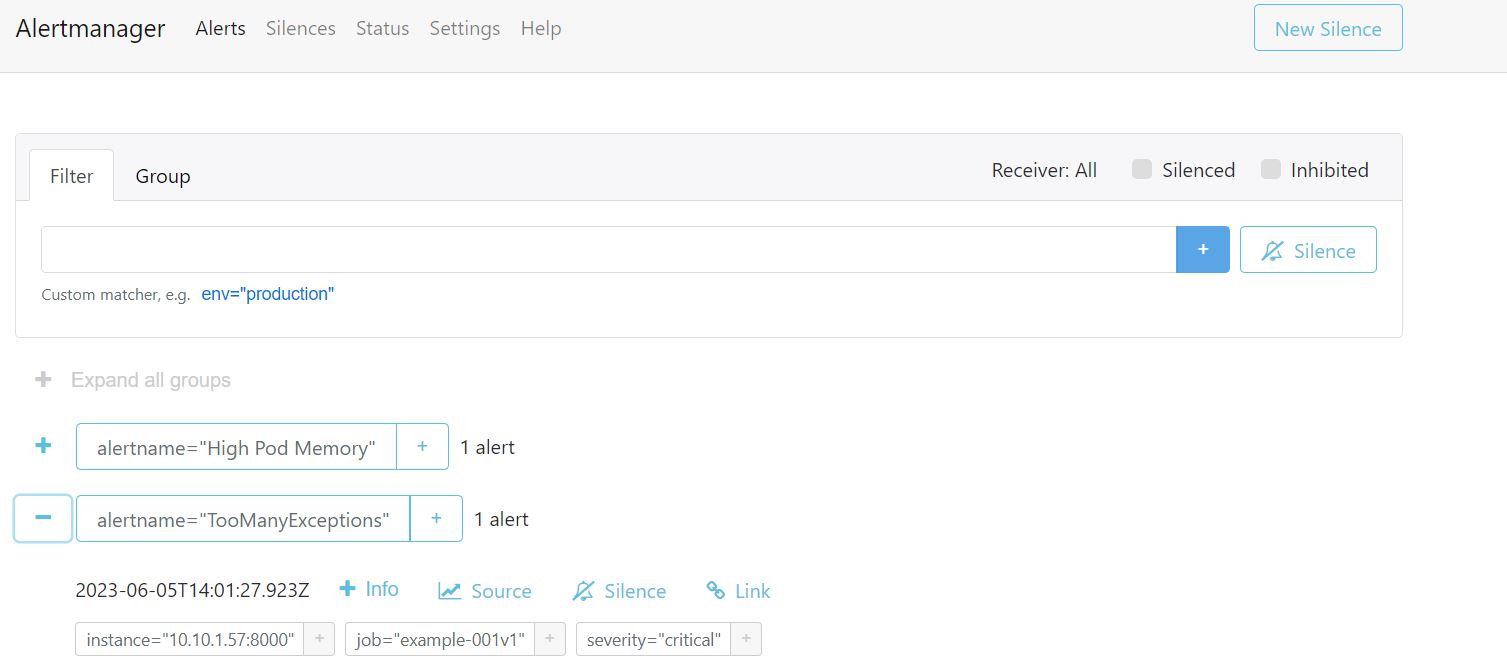 Alertmanager Alerts Silences Status Settings Help New Silence
Filter Group Receiver: All Silenced Inhibited
+ Silence
Custom matcher, e.g. env="production"
+ Expand all groups
+ alertname="High Pod Memory" + 1 alert
− alertname="TooManyExceptions" + 1 alert
2023-06-05T14:01:27.923Z + Info Source Silence Link
instance="10.10.1.57:8000" + job="example-001v1" + severity="critical" +